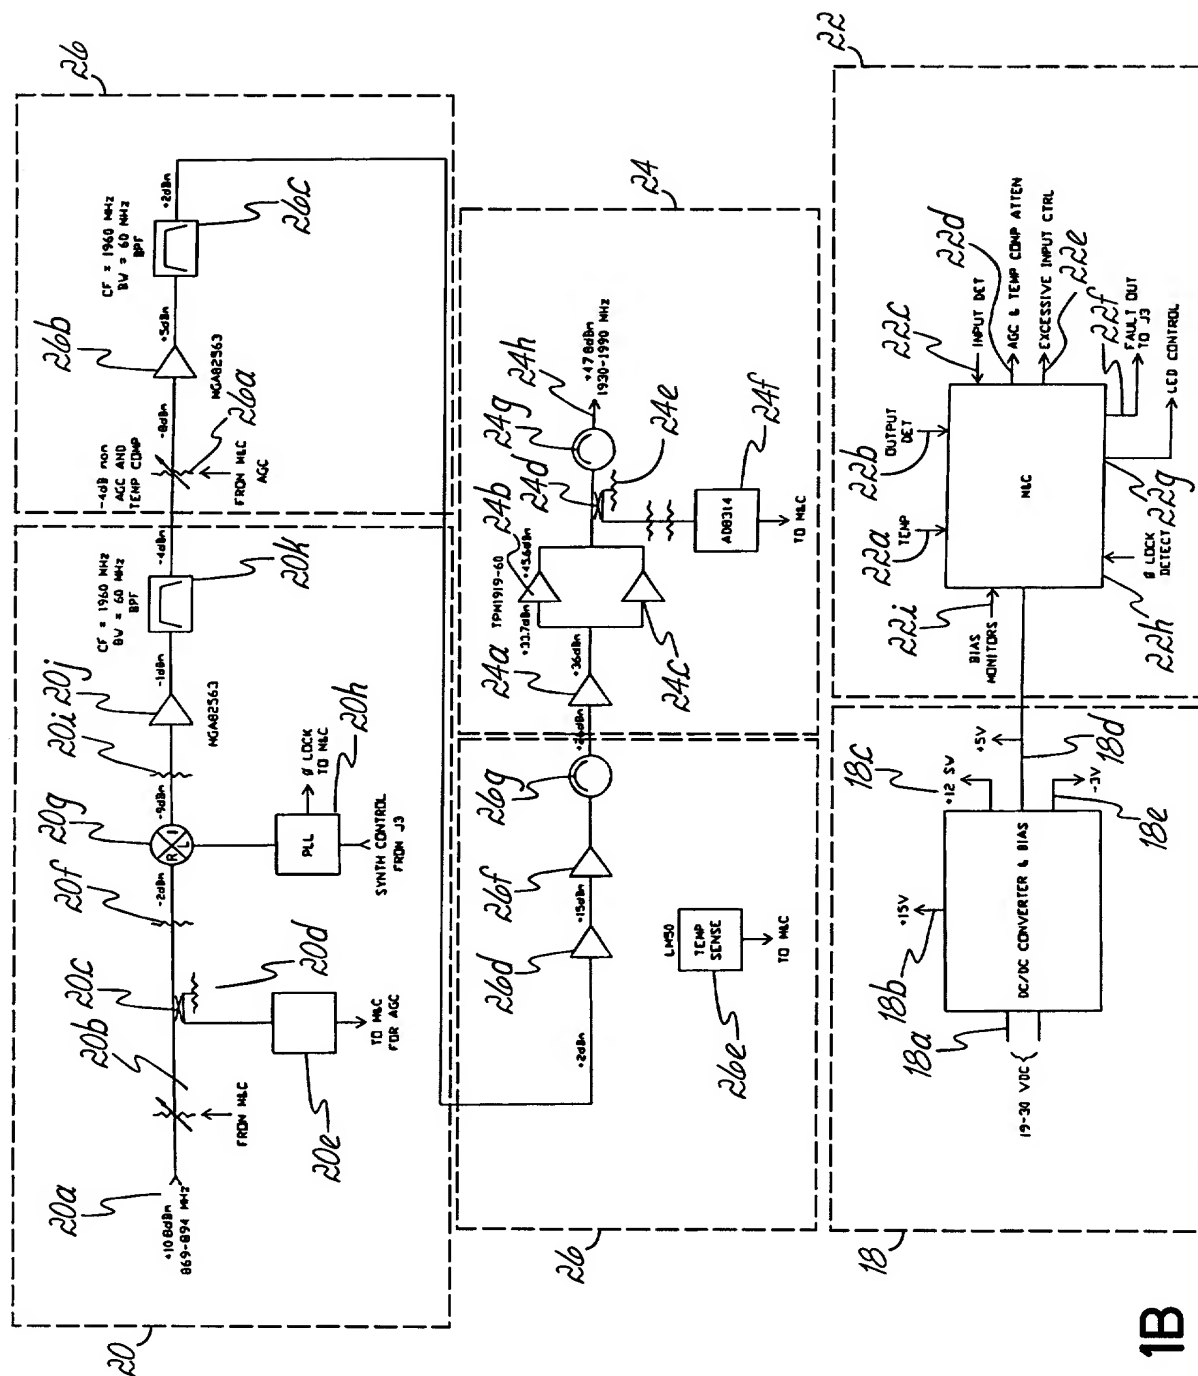 20
20a
+10.8dBm
869-894 MHz
FROM M&C
20b
20c
20d
20e
TO M&C
FOR AGC
20f
-2dBm
20g
R
L
I
-9dBm
PLL
Ø LOCK
TO M&C
20h
SYNTH CONTROL
FROM J3
20i
20j
MGA82563
-1dBm
CF = 1960 MHz
BW = 60 MHz
BPF
20k
-4dBm
26
-4dB nom
AGC AND
TEMP COMP
FROM M&C
AGC
26a
-8dBm
MGA82563
26b
+5dBm
CF = 1960 MHz
BW = 60 MHz
BPF
26c
+2dBm
26
+2dBm
26d
+15dBm
26f
26g
+26dBm
LM50
TEMP
SENSE
26e
TO M&C
24
24a
+36dBm
+33.7dBm
TPM1919-60
+45.6dBm
24b
24c
24d
24e
AD8314
24f
TO M&C
24g
24h
+47.8dBm
1930-1990 MHz
18
19-30 VDC
18a
18b
+15V
DC/DC CONVERTER & BIAS
18c
+12.5V
+5V
18d
-3V
18e
22
BIAS
MONITORS
22i
22a
TEMP
22b
OUTPUT
DET
22c
INPUT DET
M&C
22d
AGC & TEMP COMP ATTEN
EXCESSIVE INPUT CTRL
22e
22f
FAULT OUT
TO J3
LED CONTROL
22g
Ø LOCK
DETECT
22h
1B